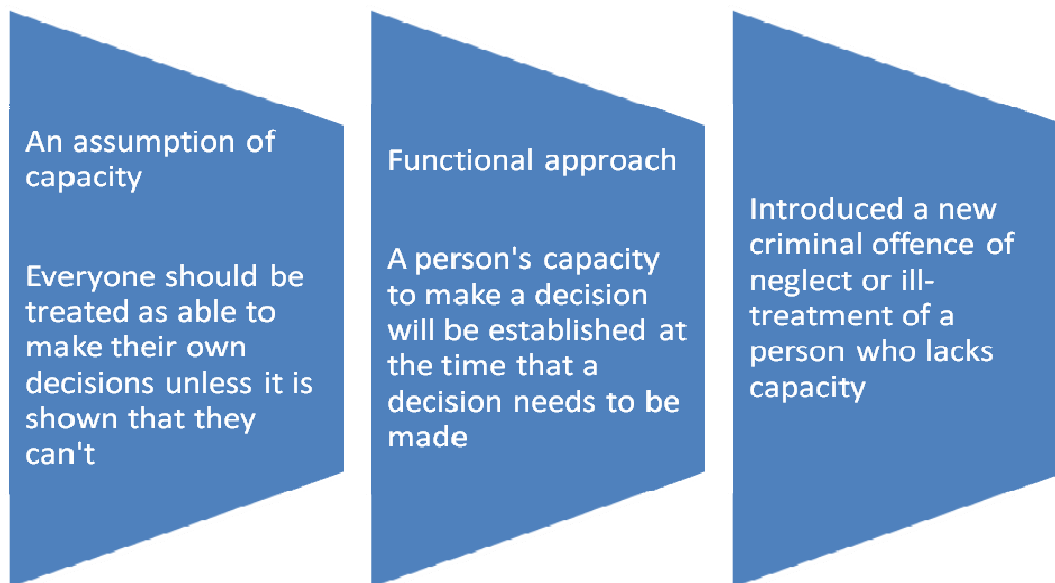 An assumption of
capacity
Everyone should be
treated as able to
make their own
decisions unless it is
shown that they
can't
Functional approach
A person's capacity
to make a decision
will be established at
the time that a
decision needs to be
made
Introduced a new
criminal offence of
neglect or ill-
treatment of a
person who lacks
capacity